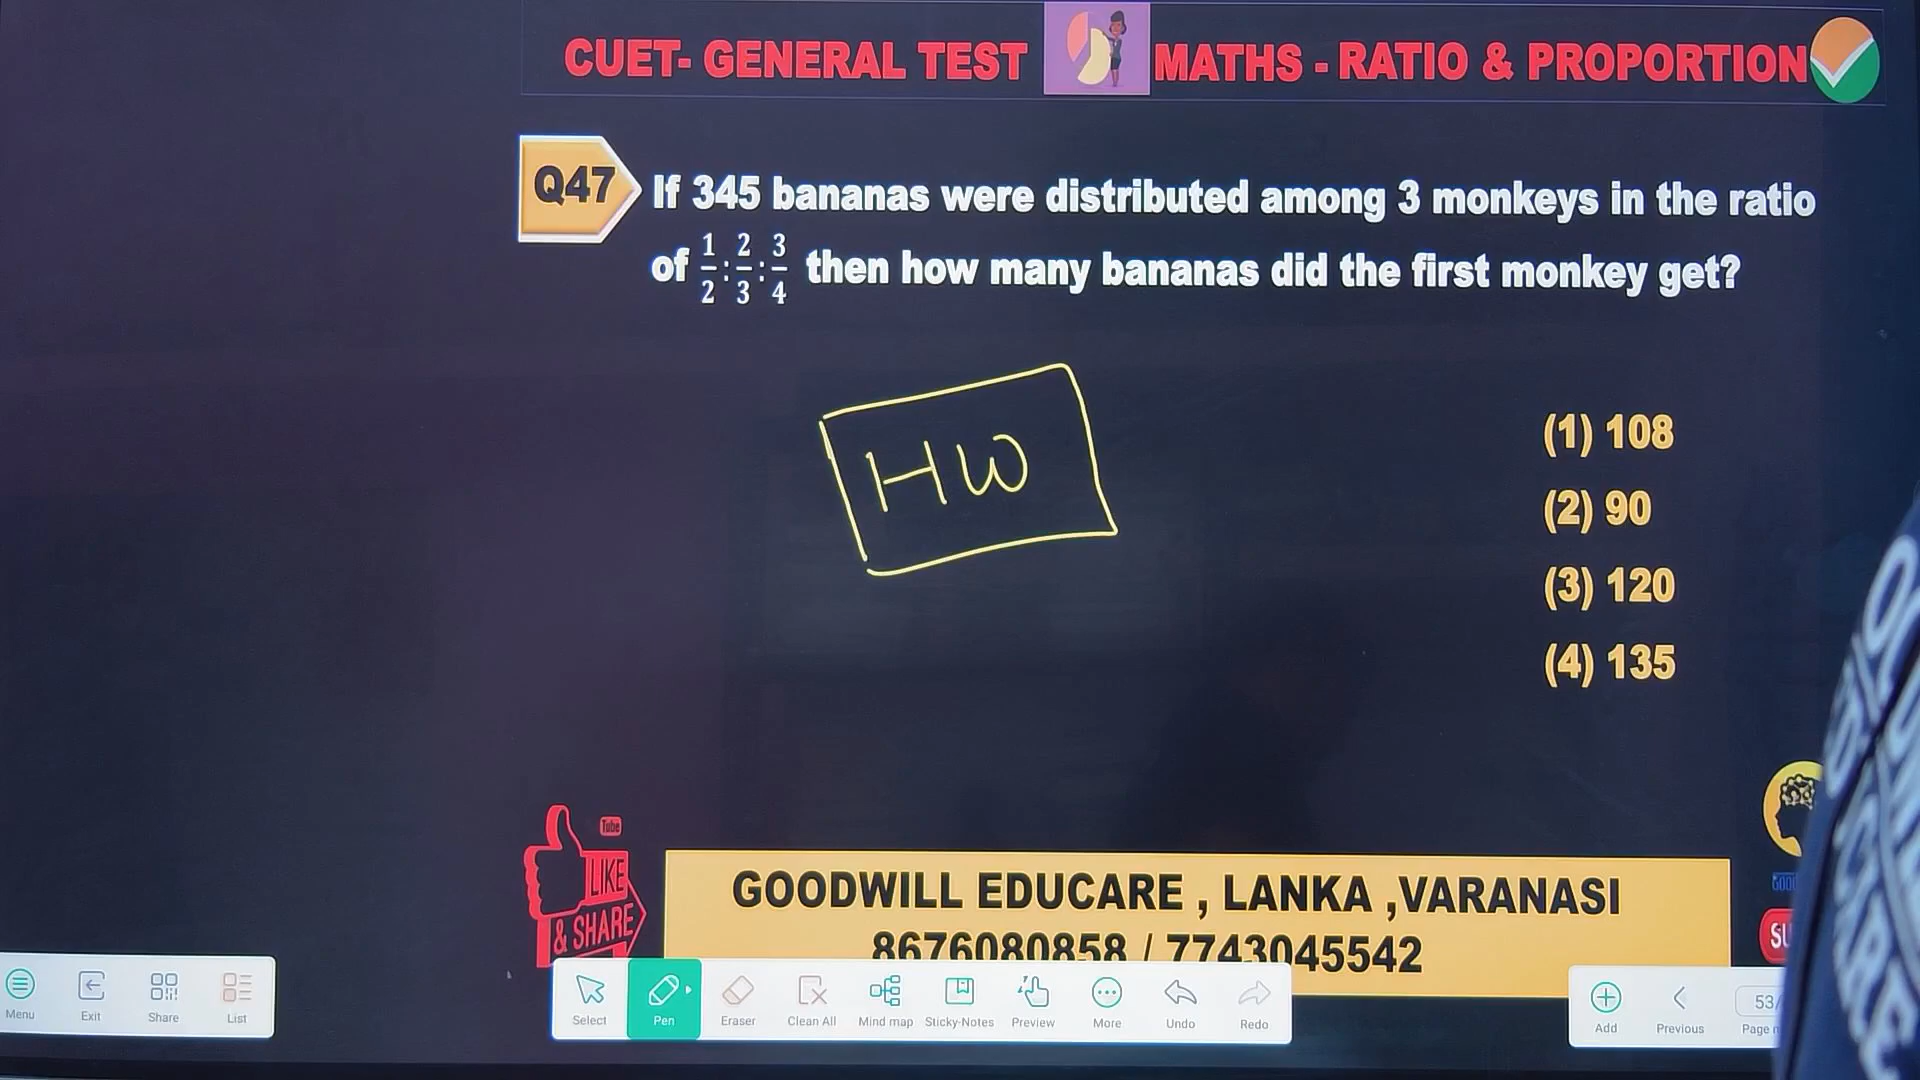 CUET- GENERAL TEST MATHS - RATIO & PROPORTION
Q47 If 345 bananas were distributed among 3 monkeys in the ratio
of 1/2 : 2/3 : 3/4 then how many bananas did the first monkey get?
HW
(1) 108
(2) 90
(3) 120
(4) 135
Tube
LIKE
& SHARE
GOODWILL EDUCARE , LANKA ,VARANASI
8676080858 / 7743045542
Menu Exit Share List
Select Pen Eraser Clean All Mind map Sticky-Notes Preview More Undo Redo
Add Previous 53/ Page